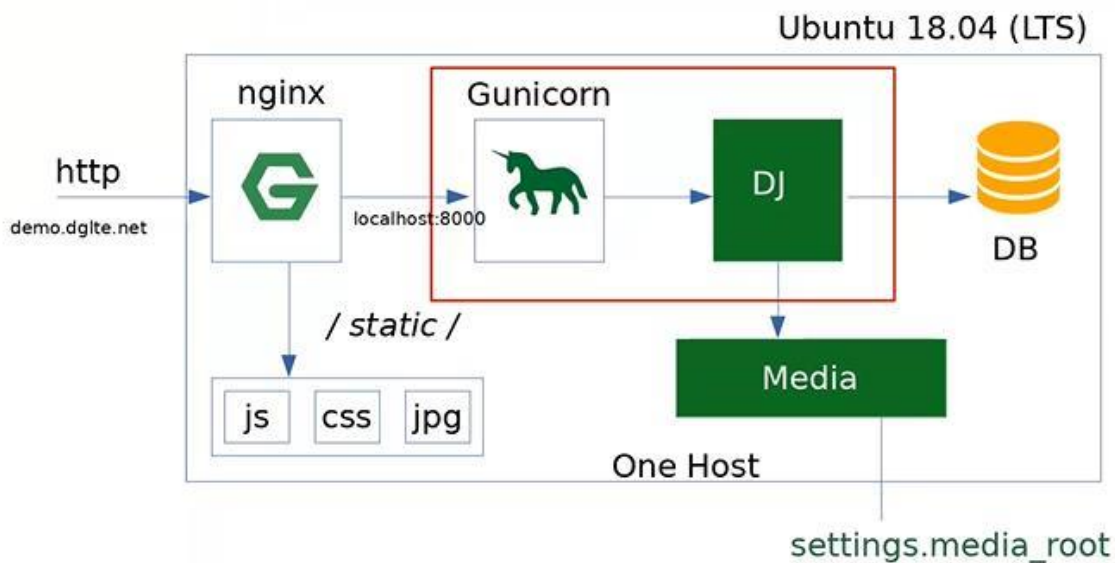 Ubuntu 18.04 (LTS)
nginx
Gunicorn
http
DJ
localhost:8000
demo.dglte.net
DB
/ static /
Media
js
css
jpg
One Host
settings.media_root